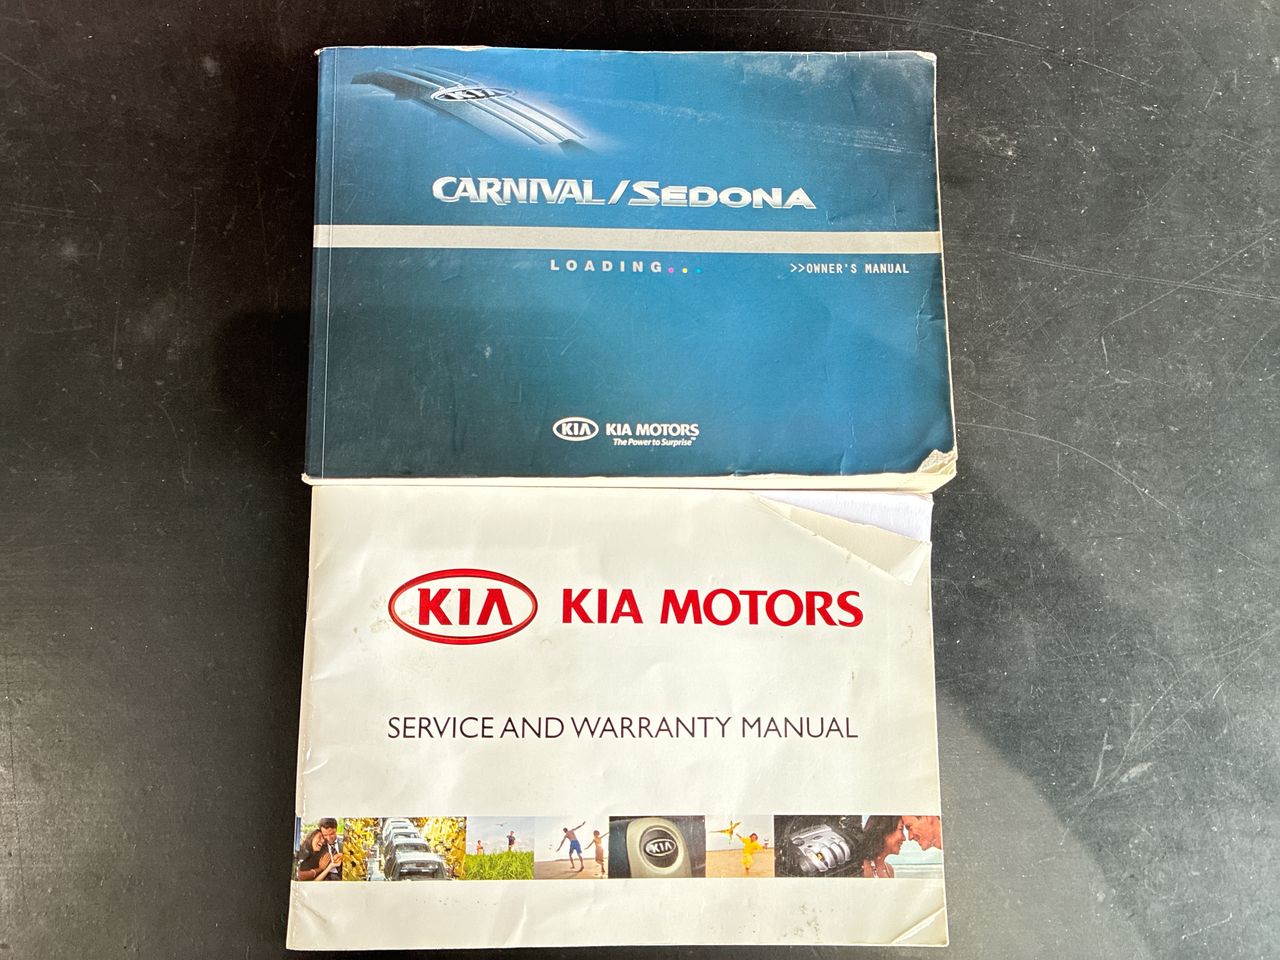 KIA
CARNIVAL/SEDONA
LOADING...
>>OWNER'S MANUAL
KIA KIA MOTORS
The Power to Surprise™
KIA KIA MOTORS
SERVICE AND WARRANTY MANUAL
KIA